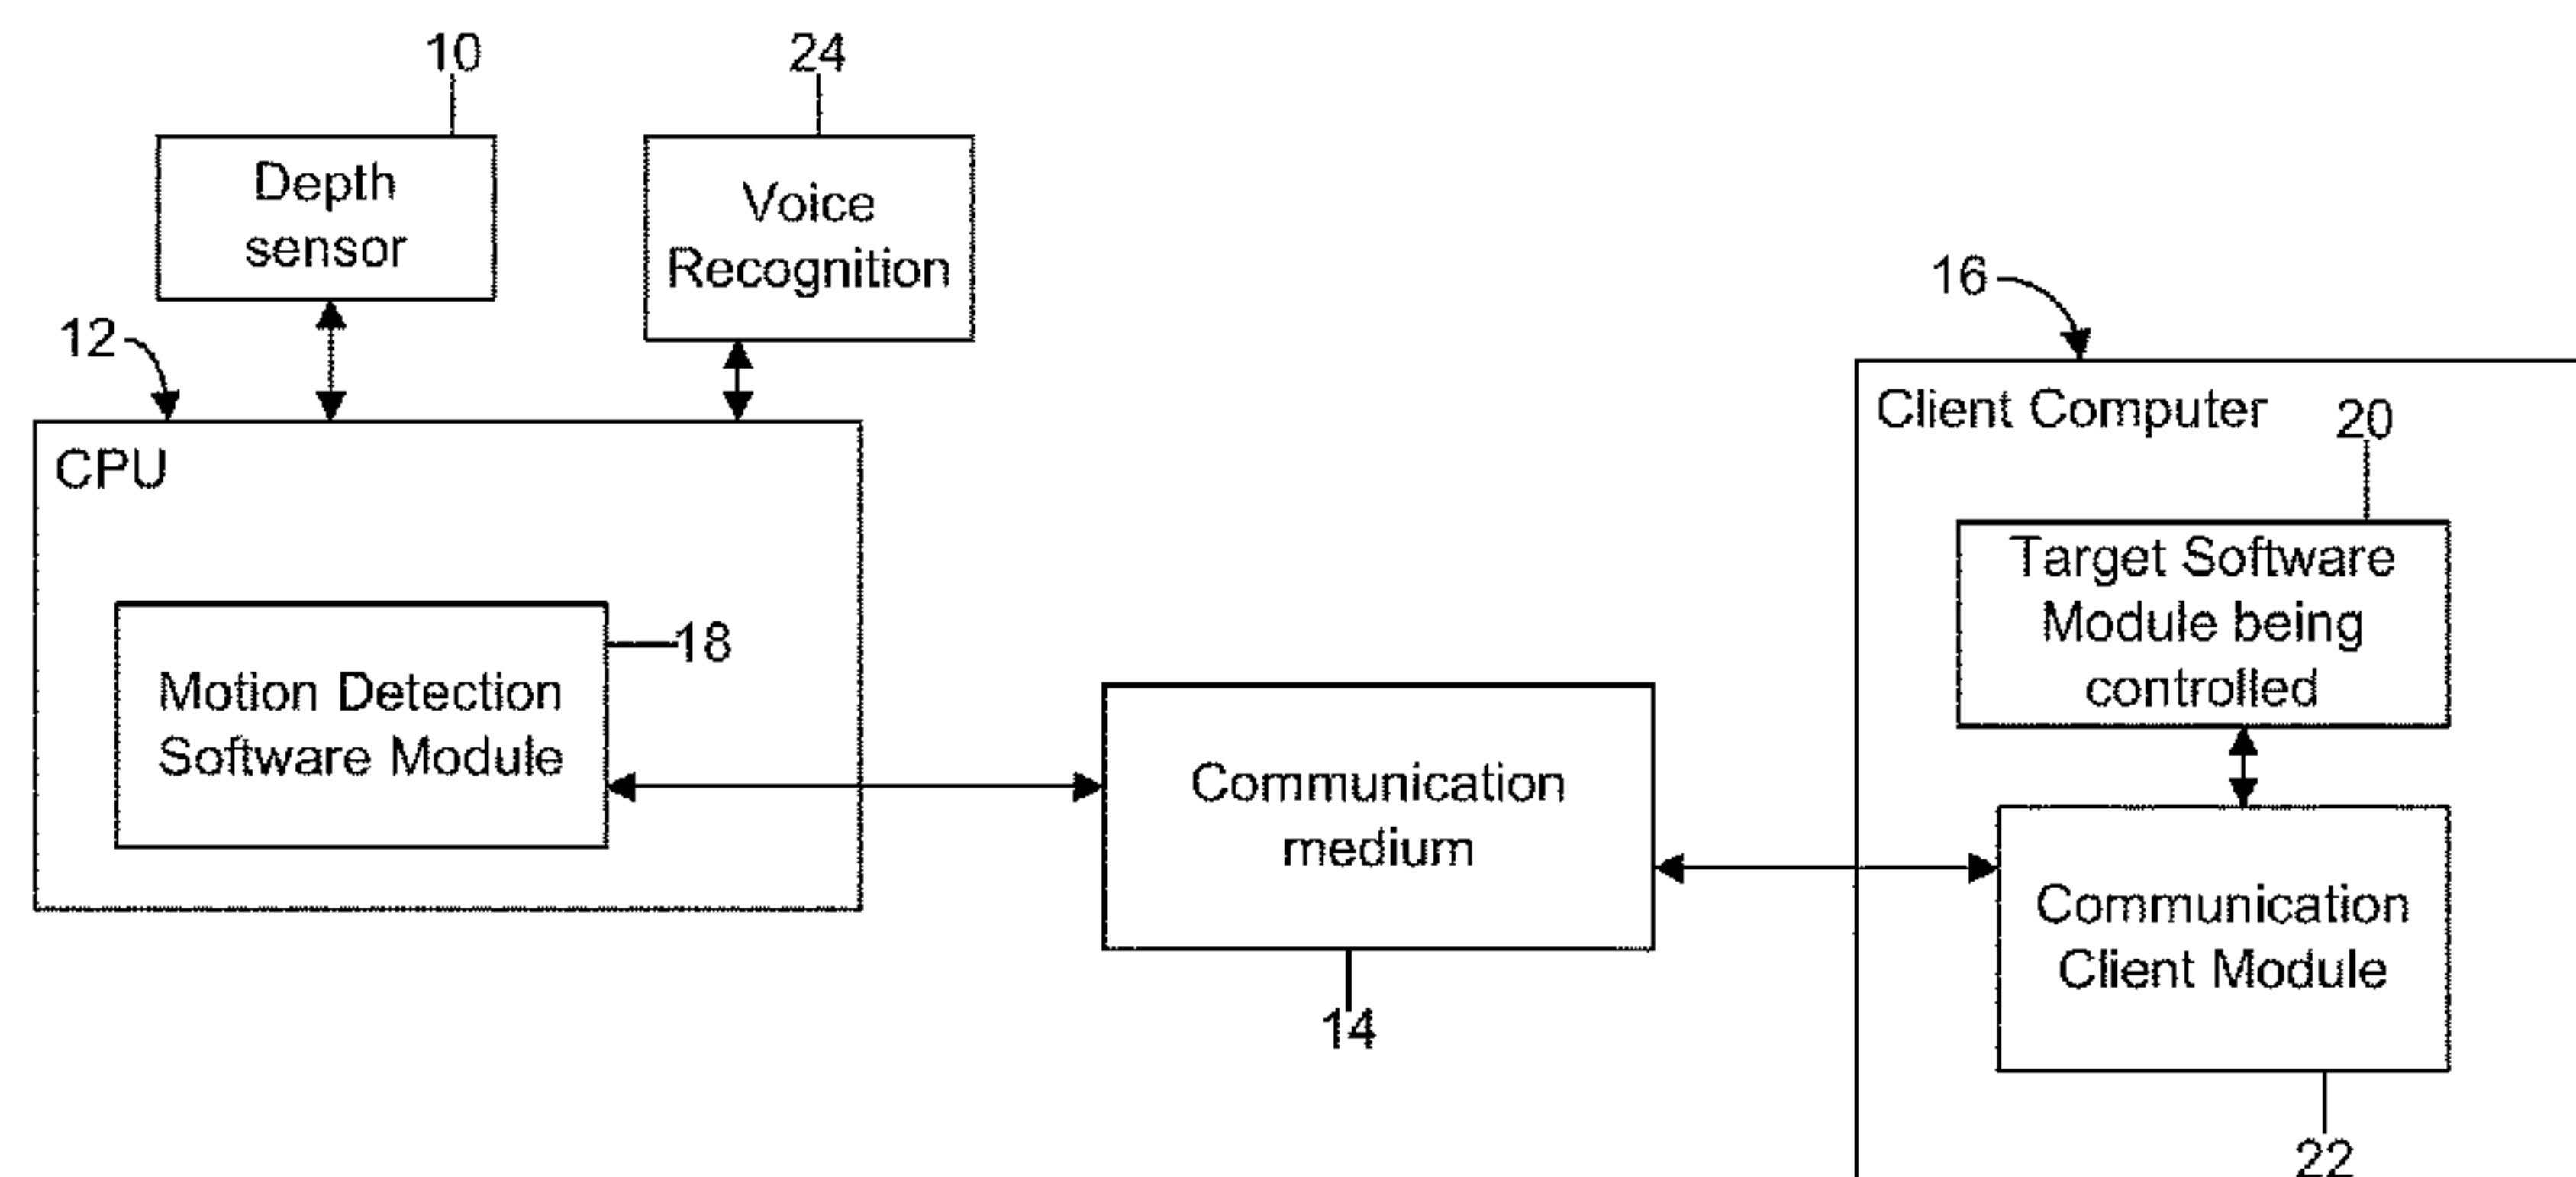 10
24
Depth
sensor
Voice
Recognition
12
CPU
18
Motion Detection
Software Module
Communication
medium
14
16
Client Computer
20
Target Software
Module being
controlled
Communication
Client Module
22